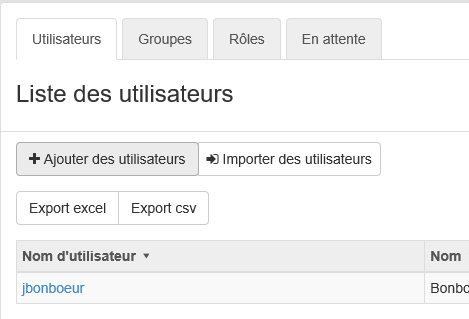 Utilisateurs Groupes Rôles En attente
Liste des utilisateurs
Ajouter des utilisateurs Importer des utilisateurs
Export excel Export csv
Nom d'utilisateur Nom
jbonboeur Bonbo